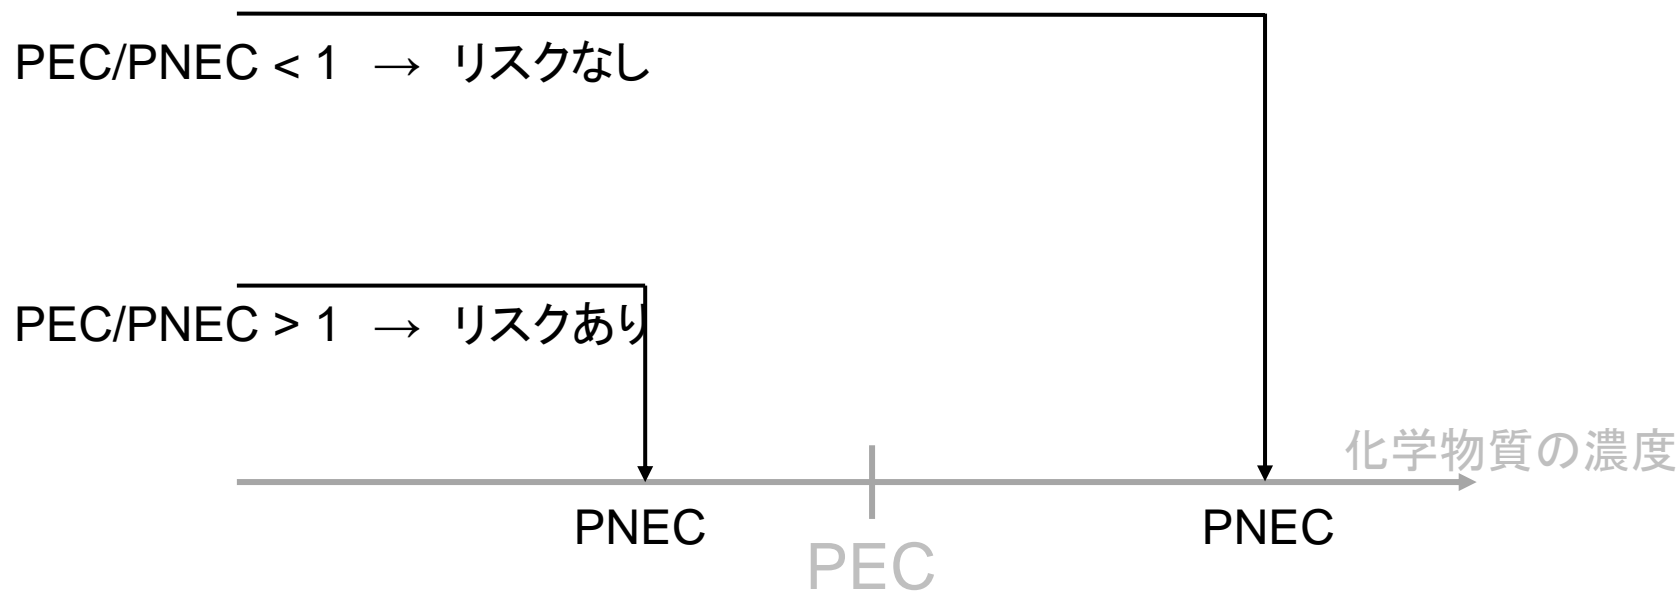 PEC/PNEC < 1 → リスクなし
PEC/PNEC > 1 → リスクあり
化学物質の濃度
PNEC
PEC
PNEC